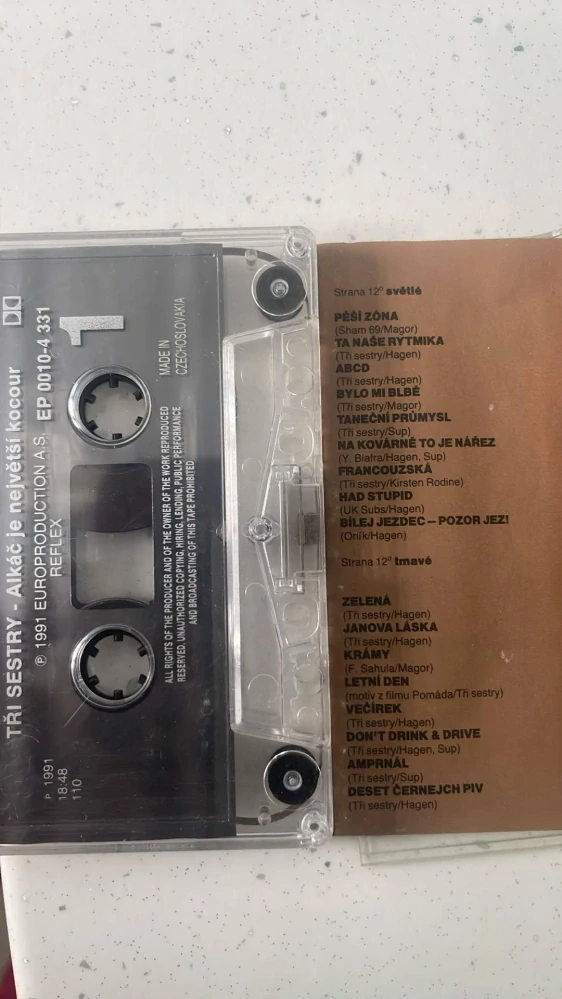 TŘI SESTRY - Alkáč je největší kocour
℗ 1991 EUROPRODUCTION A.S. EP 0010-4 331
REFLEX
1
P 1991
18:48
110
MADE IN
CZECHOSLOVAKIA
ALL RIGHTS OF THE PRODUCER AND OF THE OWNER OF THE WORK REPRODUCED
RESERVED. UNAUTHORIZED COPYING, HIRING, LENDING, PUBLIC PERFORMANCE
AND BROADCASTING OF THIS TAPE PROHIBITED
Strana 12° světlé
PĚŠÍ ZÓNA
(Sham 69/Magor)
TA NAŠE RYTMIKA
(Tři sestry/Hagen)
ABCD
(Tři sestry/Hagen)
BYLO MI BLBĚ
(Tři sestry/Magor)
TANEČNÍ PRŮMYSL
(Tři sestry/Sup)
NA KOVÁRNĚ TO JE NÁŘEZ
(Y. Biafra/Hagen, Sup)
FRANCOUZSKÁ
(Tři sestry/Kirsten Rodine)
HAD STUPID
(UK Subs/Hagen)
BÍLEJ JEZDEC – POZOR JEZ!
(Orlík/Hagen)
Strana 12° tmavé
ZELENÁ
(Tři sestry/Hagen)
JANOVA LÁSKA
(Tři sestry/Hagen)
KRÁMY
(F. Sahula/Magor)
LETNÍ DEN
(motiv z filmu Pomáda/Tři sestry)
VEČÍREK
(Tři sestry/Hagen)
DON'T DRINK & DRIVE
(Tři sestry/Hagen, Sup)
AMPRNÁL
(Tři sestry/Sup)
DESET ČERNEJCH PIV
(Tři sestry/Hagen)